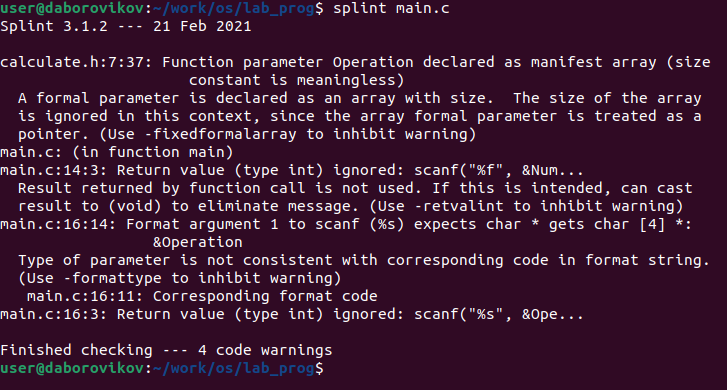 user@daborovikov:~/work/os/lab_prog$ splint main.c
Splint 3.1.2 --- 21 Feb 2021

calculate.h:7:37: Function parameter Operation declared as manifest array (size
                     constant is meaningless)
  A formal parameter is declared as an array with size.  The size of the array
  is ignored in this context, since the array formal parameter is treated as a
  pointer. (Use -fixedformalarray to inhibit warning)
main.c: (in function main)
main.c:14:3: Return value (type int) ignored: scanf("%f", &Num...
  Result returned by function call is not used. If this is intended, can cast
  result to (void) to eliminate message. (Use -retvalint to inhibit warning)
main.c:16:14: Format argument 1 to scanf (%s) expects char * gets char [4] *:
                 &Operation
  Type of parameter is not consistent with corresponding code in format string.
  (Use -formattype to inhibit warning)
   main.c:16:11: Corresponding format code
main.c:16:3: Return value (type int) ignored: scanf("%s", &Ope...

Finished checking --- 4 code warnings
user@daborovikov:~/work/os/lab_prog$